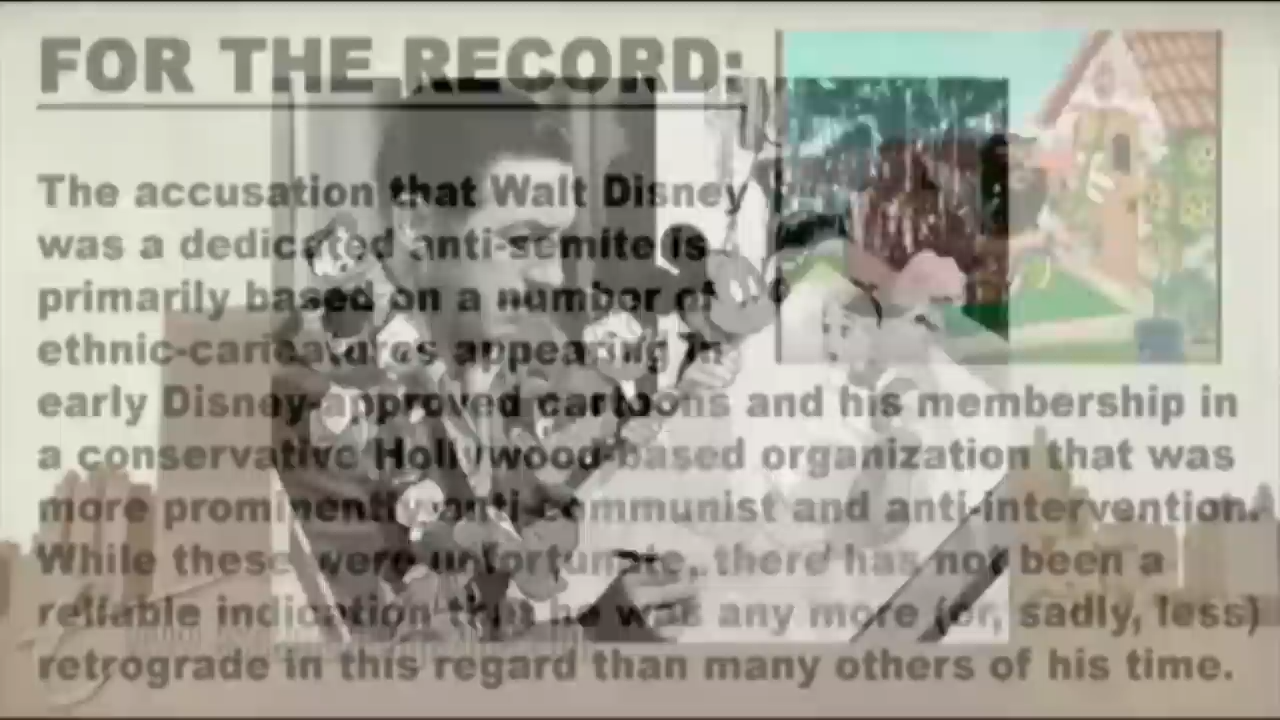 FOR THE RECORD:
The accusation that Walt Disney
was a dedicated anti-semite is
primarily based on a number of
ethnic-caricatures appearing in
early Disney-approved cartoons and his membership in
a conservative Hollywood-based organization that was
more prominently anti-communist and anti-intervention.
While these were unfortunate, there has not been a
reliable indication that he was any more (or, sadly, less)
retrograde in this regard than many others of his time.